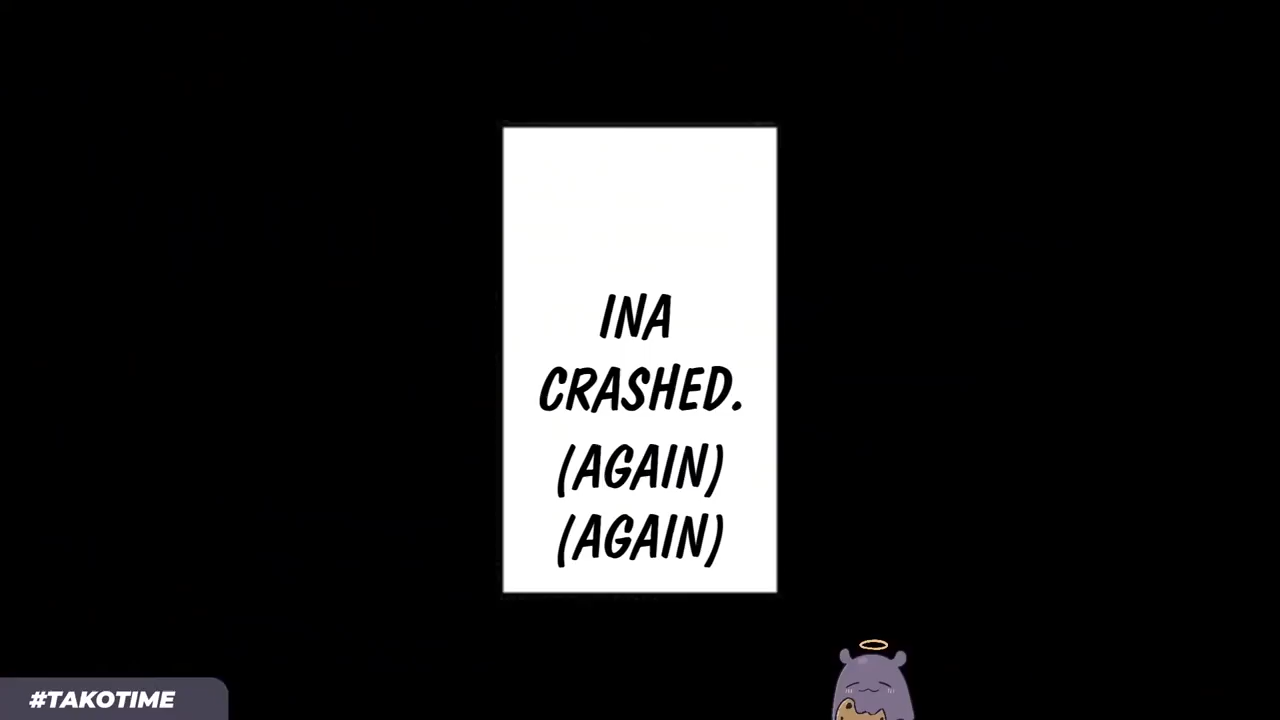 INA
CRASHED.
(AGAIN)
(AGAIN)
#TAKOTIME